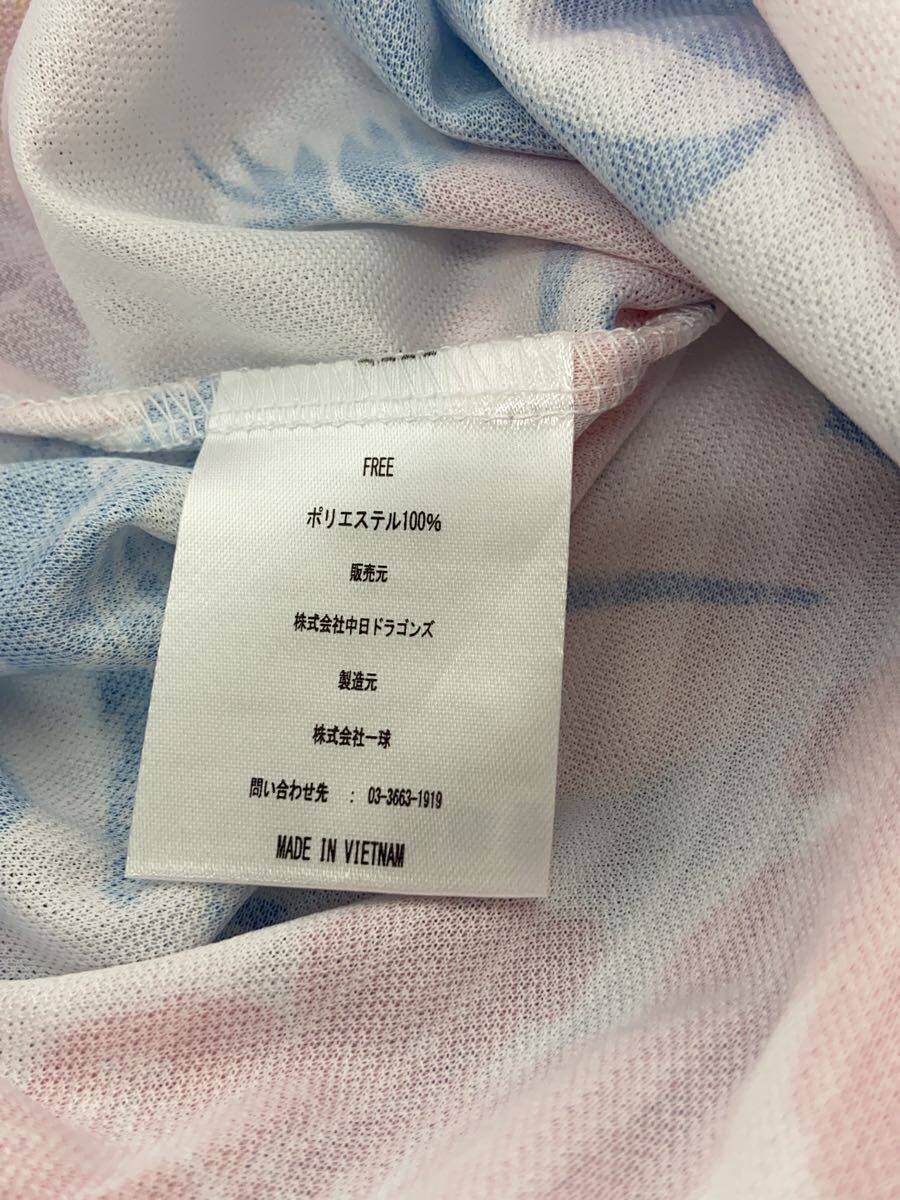 FREE
ポリエステル100%
販売元
株式会社中日ドラゴンズ
製造元
株式会社一球
問い合わせ先 : 03-3663-1919
MADE IN VIETNAM